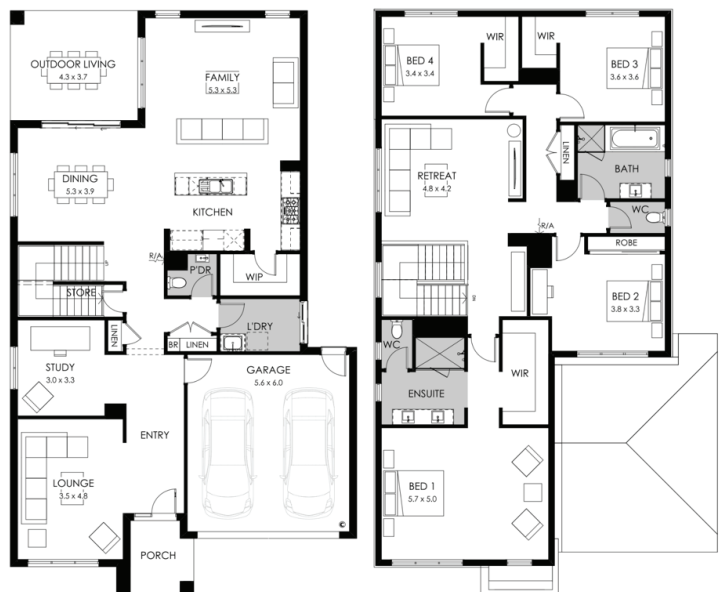 OUTDOOR LIVING
4.3 x 3.7
FAMILY
5.3 x 5.3
DINING
5.3 x 3.9
KITCHEN
R/A
P'DR
WIP
STORE
LINEN
BR
LINEN
L'DRY
STUDY
3.0 x 3.3
GARAGE
5.6 x 6.0
ENTRY
LOUNGE
3.5 x 4.8
PORCH
©
BED 4
3.4 x 3.4
WIR
WIR
BED 3
3.6 x 3.6
RETREAT
4.8 x 4.2
LINEN
BATH
WC
R/A
ROBE
BED 2
3.8 x 3.3
WC
ENSUITE
WIR
BED 1
5.7 x 5.0